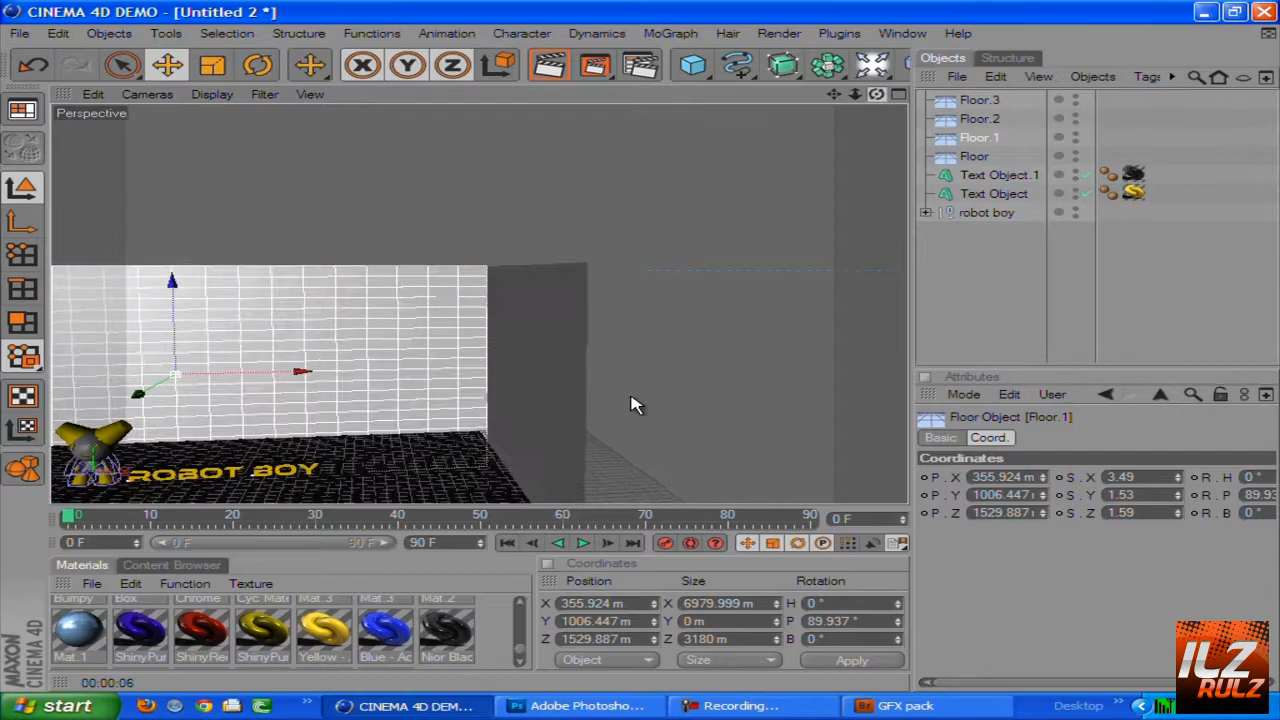 CINEMA 4D DEMO - [Untitled 2 *]
File Edit Objects Tools Selection Structure Functions Animation Character Dynamics MoGraph Hair Render Plugins Window Help
X Y Z
Objects Structure
File Edit View Objects Tags
Edit Cameras Display Filter View
Perspective
Floor.3
Floor.2
Floor.1
Floor
Text Object.1
Text Object
robot boy
Attributes
Mode Edit User
Floor Object [Floor.1]
Basic Coord.
Coordinates
P . X 355.924 m S . X 3.49 R . H 0 °
P . Y 1006.447 S . Y 1.53 R . P 89.93
P . Z 1529.887 S . Z 1.59 R . B 0 °
ROBOT BOY
0 10 20 30 40 50 60 70 80 90 0 F
0 F 0 F 90 F 90 F
Materials Content Browser
File Edit Function Texture
Bumpy Box Chrome Cyc Mate Mat.3 Mat.3 Mat.2
Mat.1 ShinyPur ShinyRec ShinyPur Yellow - Blue - Ac Nior Blac
Coordinates
Position Size Rotation
X 355.924 m X 6979.999 m H 0 °
Y 1006.447 m Y 0 m P 89.937 °
Z 1529.887 m Z 3180 m B 0 °
Object Size Apply
MAXON
CINEMA 4D
00:00:06
ILZ
RULZ
start CINEMA 4D DEM... Adobe Photosho... Recording... Br GFX pack Desktop